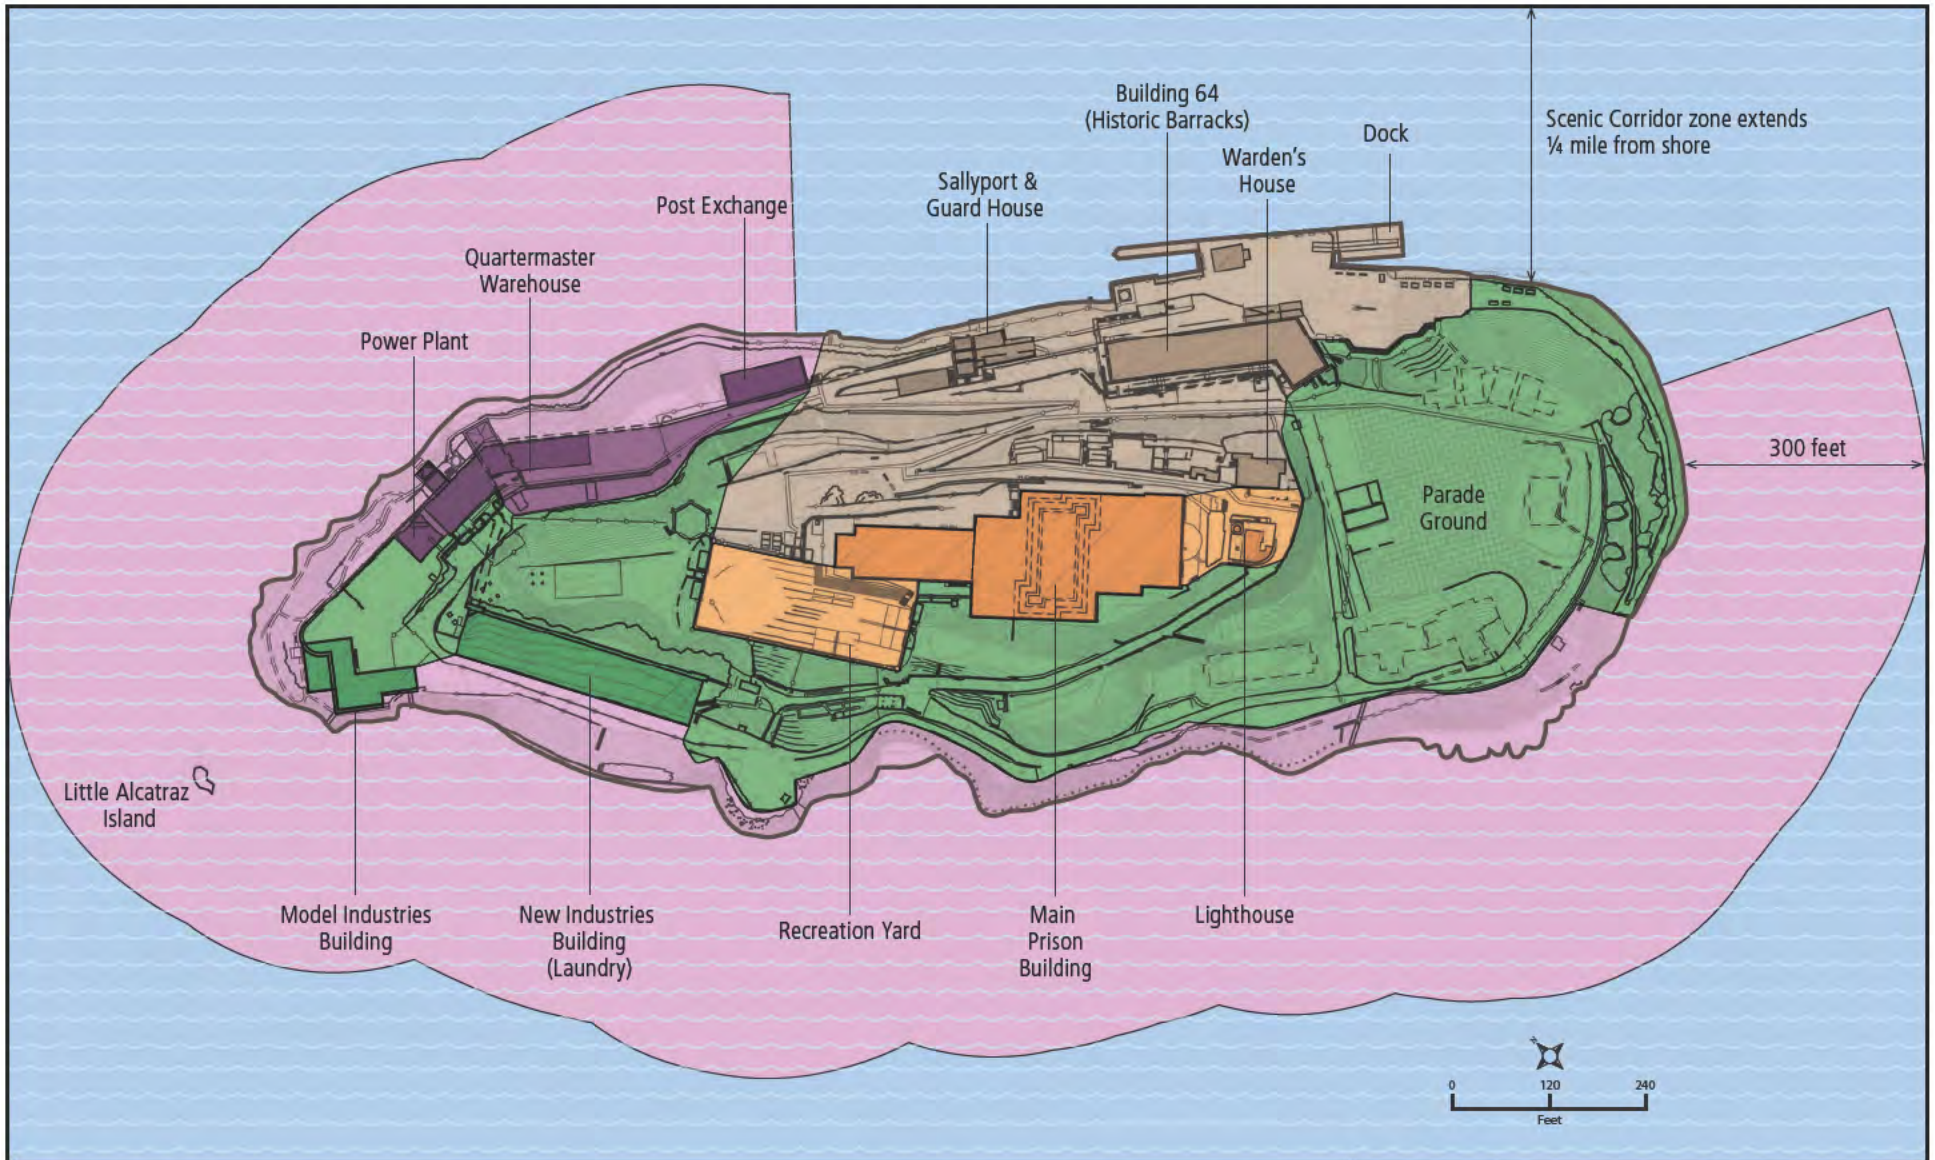 Building 64
(Historic Barracks)
Dock
Scenic Corridor zone extends
¼ mile from shore
Warden's
House
Sallyport &
Guard House
Post Exchange
Quartermaster
Warehouse
Power Plant
300 feet
Parade
Ground
Little Alcatraz
Island
Model Industries
Building
New Industries
Building
(Laundry)
Recreation Yard
Main
Prison
Building
Lighthouse
N
0 120 240
Feet